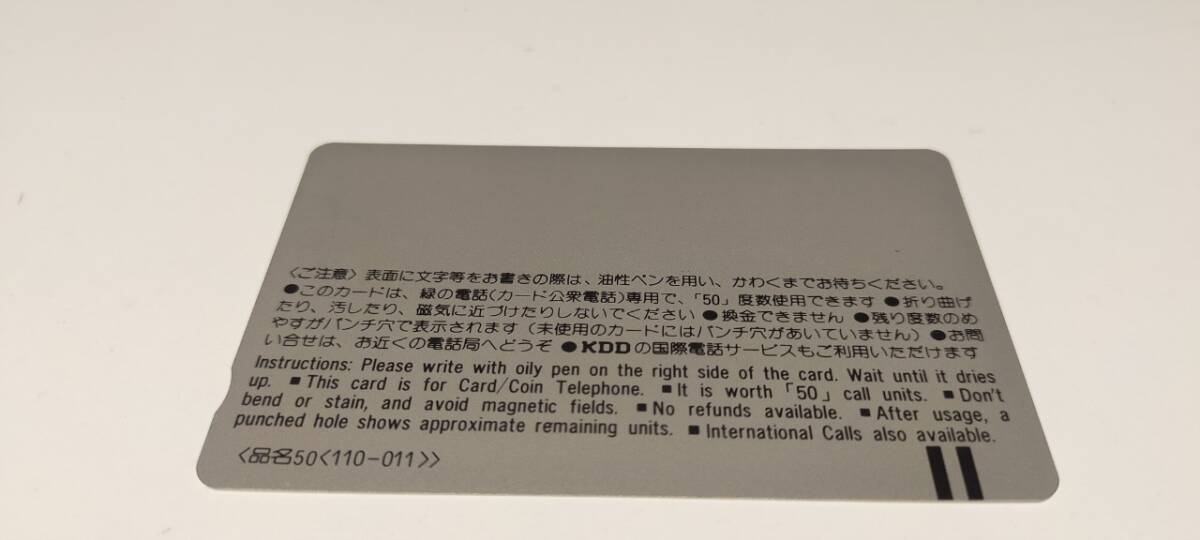 〈ご注意〉表面に文字等をお書きの際は、油性ペンを用い、かわくまでお待ちください。
●このカードは、緑の電話(カード公衆電話)専用で、「50」度数使用できます ●折り曲げ
たり、汚したり、磁気に近づけたりしないでください ●換金できません ●残り度数のめ
やすがパンチ穴で表示されます(未使用のカードにはパンチ穴があいていません) ●お問
い合せは、お近くの電話局へどうぞ ●KDDの国際電話サービスもご利用いただけます
Instructions: Please write with oily pen on the right side of the card. Wait until it dries
up. ■This card is for Card/Coin Telephone. ■It is worth「50」call units. ■Don't
bend or stain, and avoid magnetic fields. ■No refunds available. ■After usage, a
punched hole shows approximate remaining units. ■International Calls also available.
〈品名50〈110-011〉〉